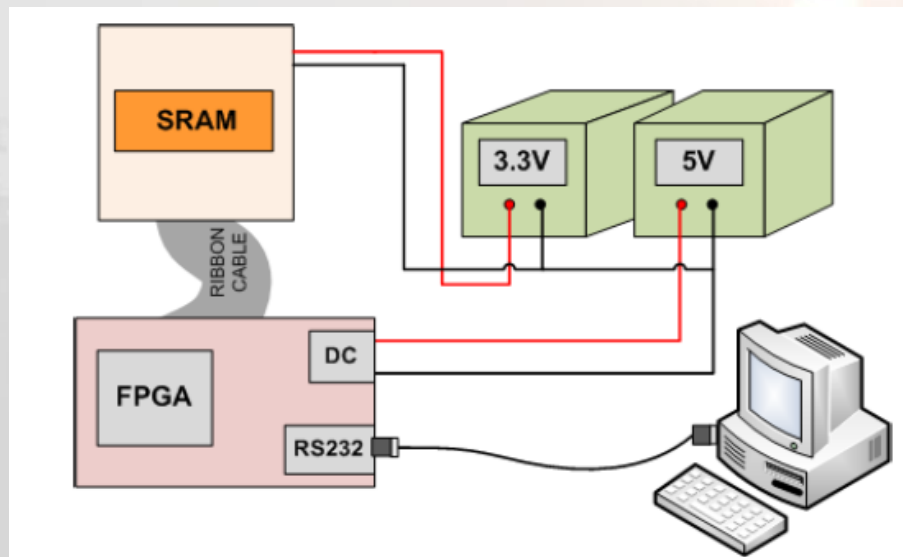 SRAM
3.3V
5V
RIBBON
CABLE
DC
FPGA
RS232